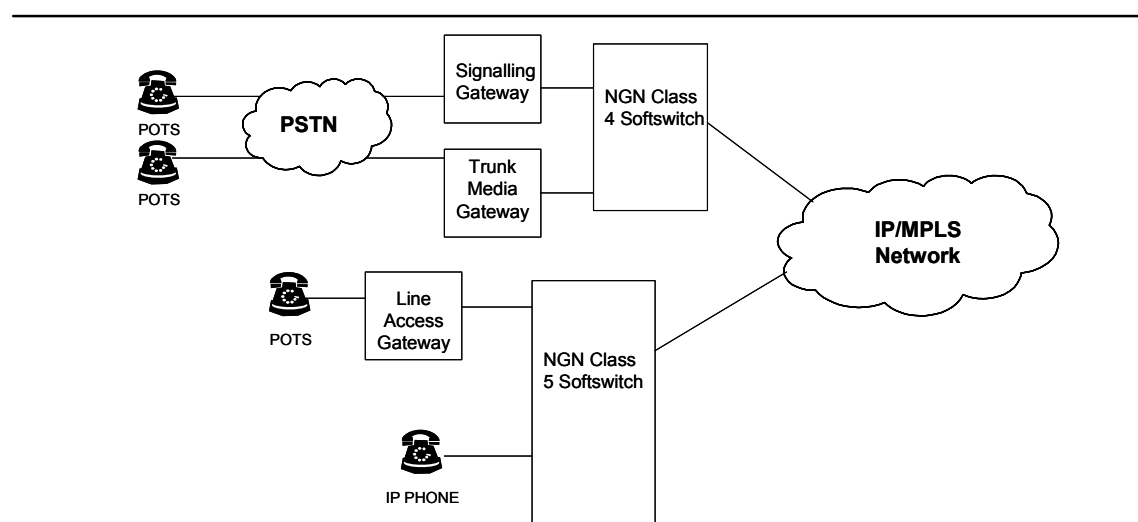 POTS
POTS
PSTN
Signalling
Gateway
Trunk
Media
Gateway
NGN Class
4 Softswitch
IP/MPLS
Network
POTS
Line
Access
Gateway
NGN Class
5 Softswitch
IP PHONE